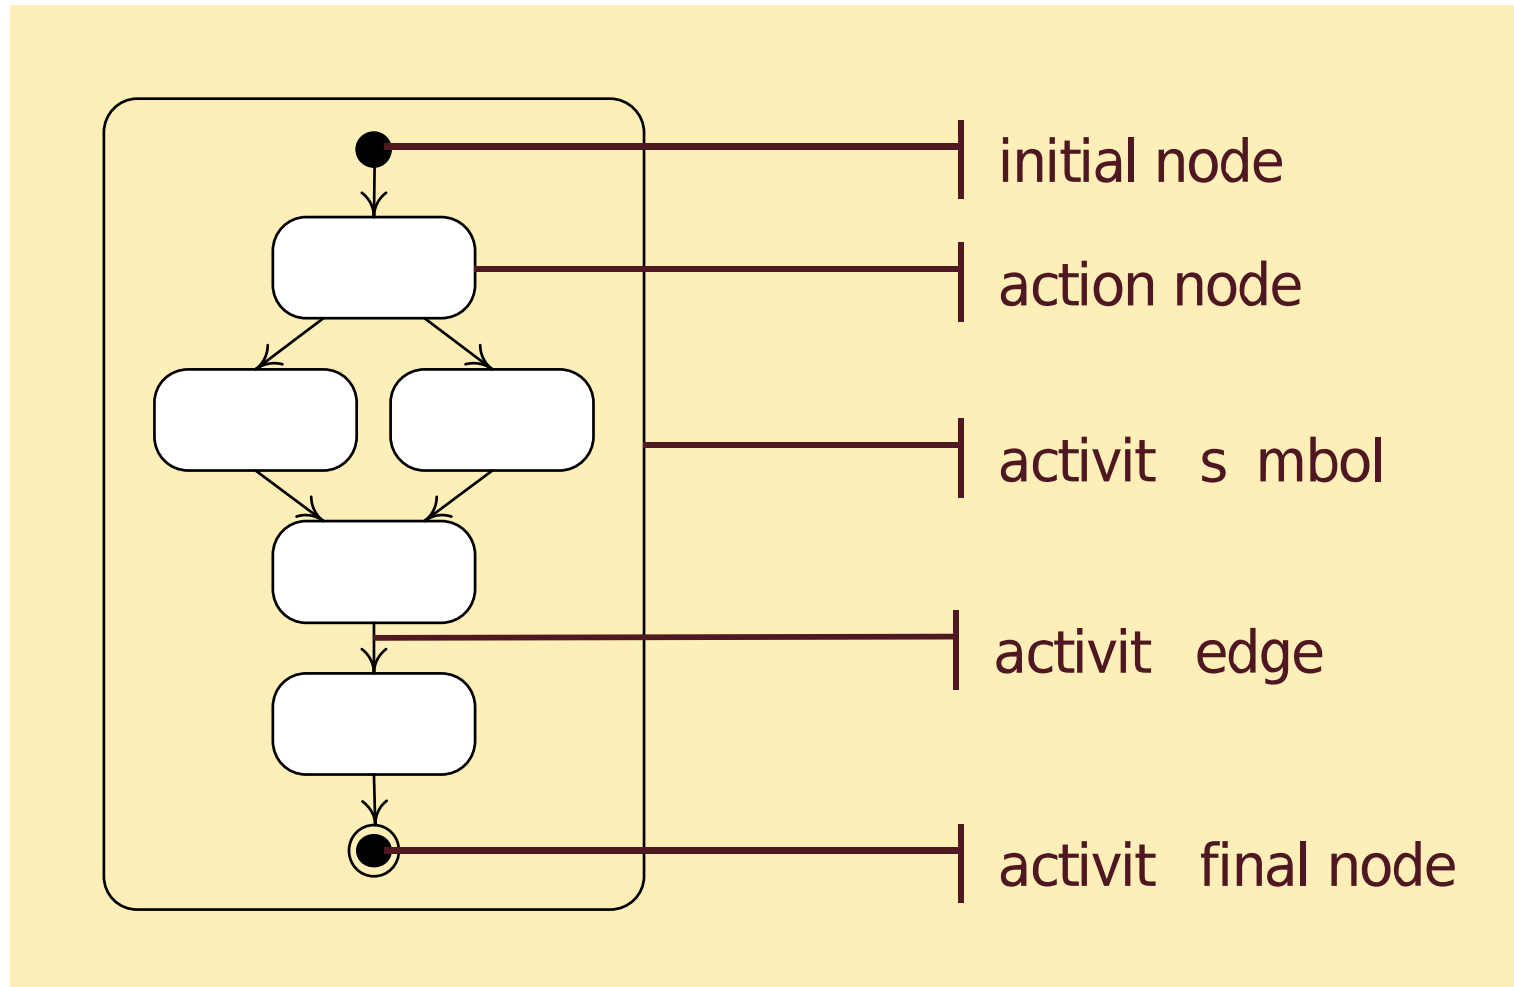 initial node
action node
activit s mbol
activit edge
activit final node